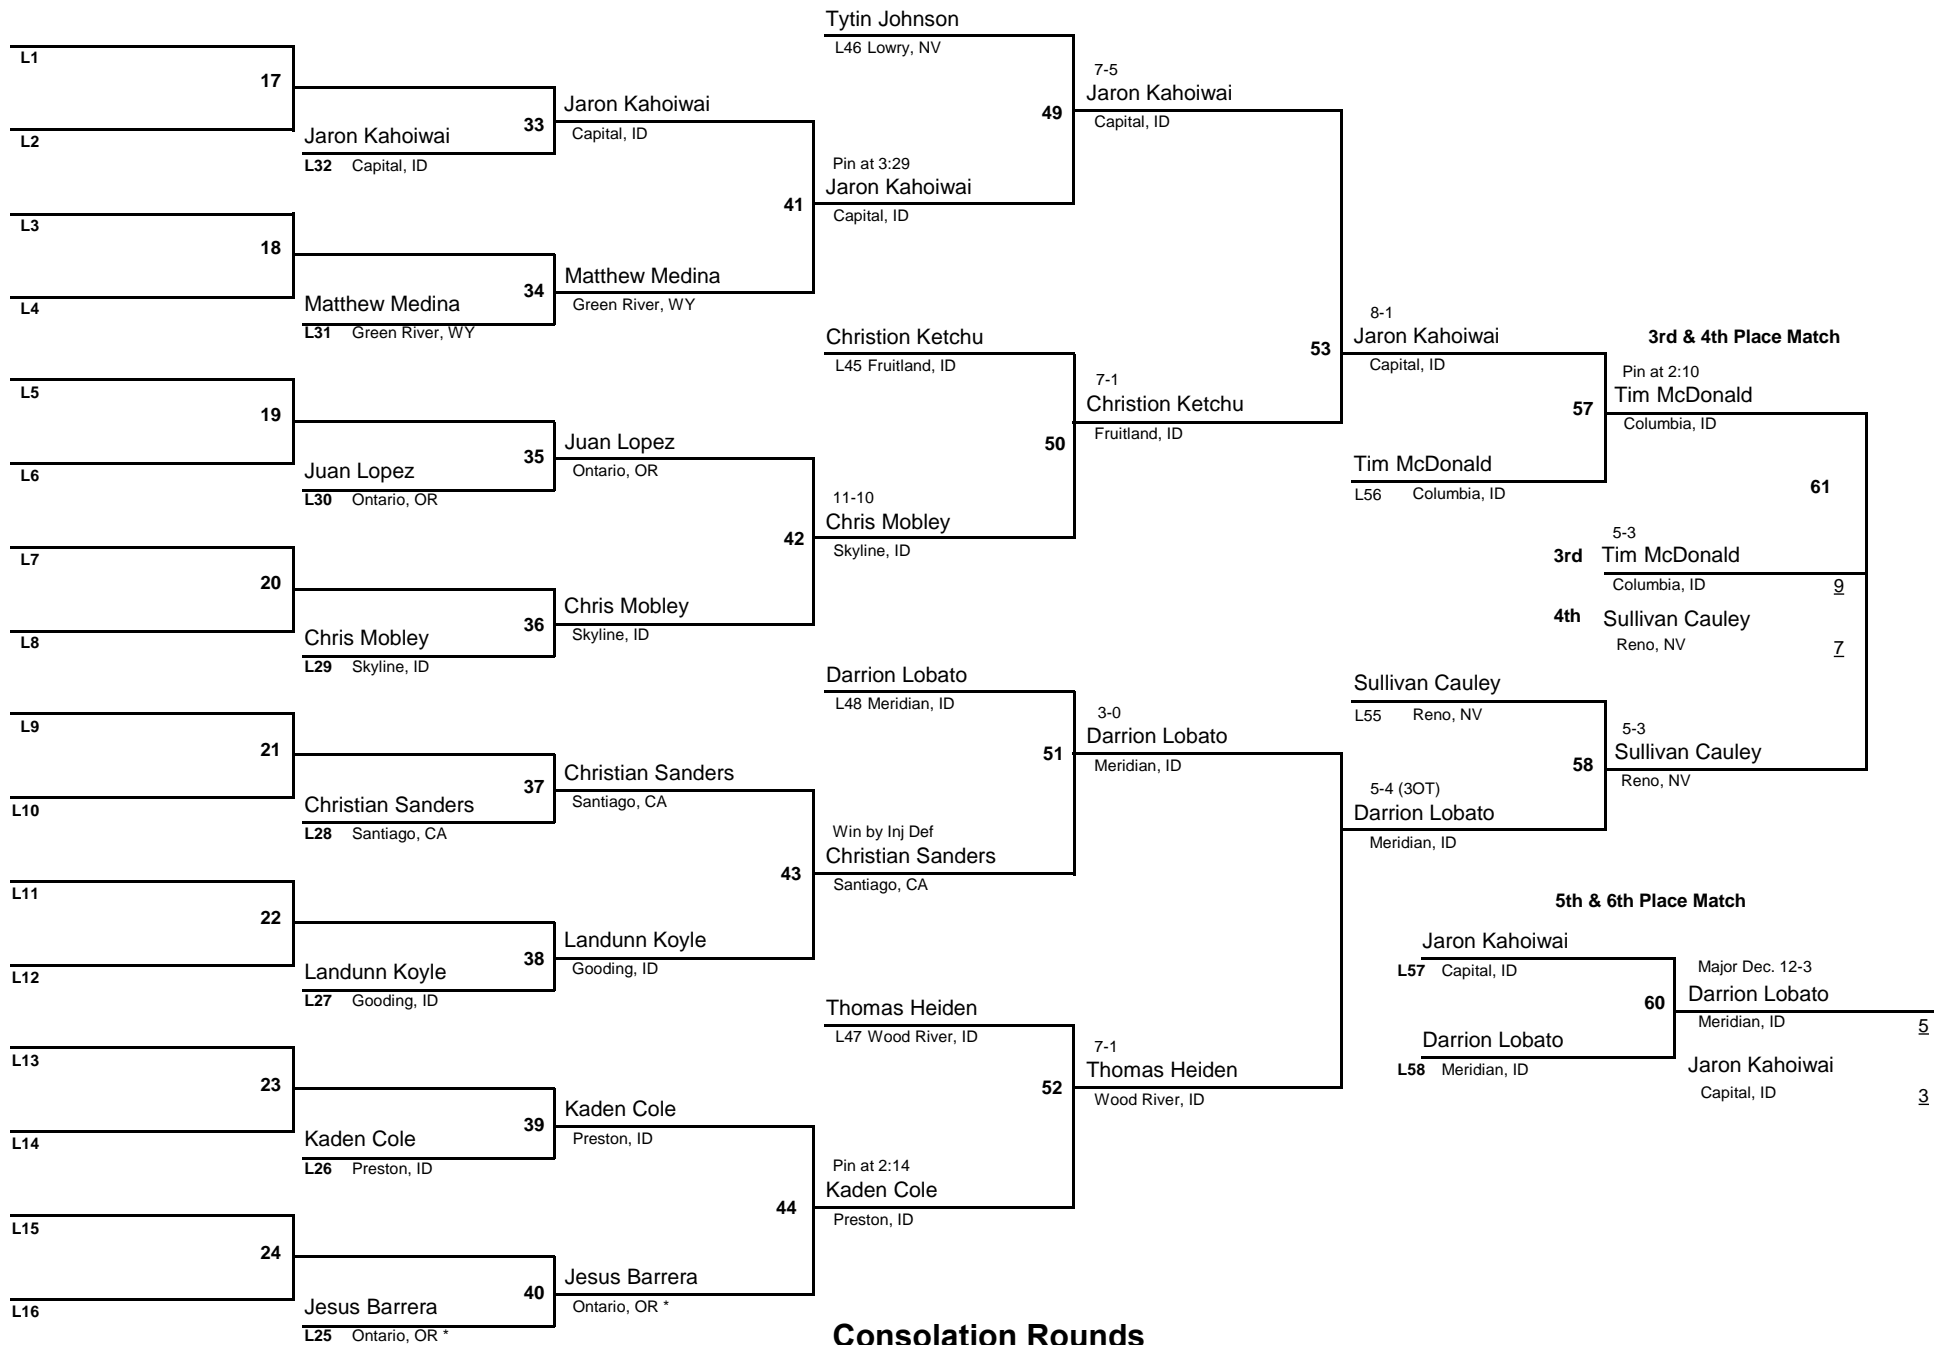 L1
17
L2
L3
18
L4
L5
19
L6
L7
20
L8
L9
21
L10
L11
22
L12
L13
23
L14
L15
24
L16
Jaron Kahoiwai
L32 Capital, ID
33
Matthew Medina
L31 Green River, WY
34
Juan Lopez
L30 Ontario, OR
35
Chris Mobley
L29 Skyline, ID
36
Christian Sanders
L28 Santiago, CA
37
Landunn Koyle
L27 Gooding, ID
38
Kaden Cole
L26 Preston, ID
39
Jesus Barrera
L25 Ontario, OR *
40
Jaron Kahoiwai
Capital, ID
41
Matthew Medina
Green River, WY
Juan Lopez
Ontario, OR
42
Chris Mobley
Skyline, ID
Christian Sanders
Santiago, CA
43
Landunn Koyle
Gooding, ID
Kaden Cole
Preston, ID
44
Jesus Barrera
Ontario, OR *
Tytin Johnson
L46 Lowry, NV
49
Pin at 3:29
Jaron Kahoiwai
Capital, ID
Christion Ketchu
L45 Fruitland, ID
50
11-10
Chris Mobley
Skyline, ID
Darrion Lobato
L48 Meridian, ID
51
Win by Inj Def
Christian Sanders
Santiago, CA
Thomas Heiden
L47 Wood River, ID
52
Pin at 2:14
Kaden Cole
Preston, ID
7-5
Jaron Kahoiwai
Capital, ID
53
7-1
Christion Ketchu
Fruitland, ID
3-0
Darrion Lobato
Meridian, ID
7-1
Thomas Heiden
Wood River, ID
8-1
Jaron Kahoiwai
Capital, ID
57
Tim McDonald
L56 Columbia, ID
Sullivan Cauley
L55 Reno, NV
58
5-4 (3OT)
Darrion Lobato
Meridian, ID
3rd & 4th Place Match
Pin at 2:10
Tim McDonald
Columbia, ID
61
5-3
3rd Tim McDonald
Columbia, ID 9
4th Sullivan Cauley
Reno, NV 7
5-3
Sullivan Cauley
Reno, NV
5th & 6th Place Match
Jaron Kahoiwai
L57 Capital, ID
60
Darrion Lobato
L58 Meridian, ID
Major Dec. 12-3
Darrion Lobato
Meridian, ID 5
Jaron Kahoiwai
Capital, ID 3
Consolation Rounds